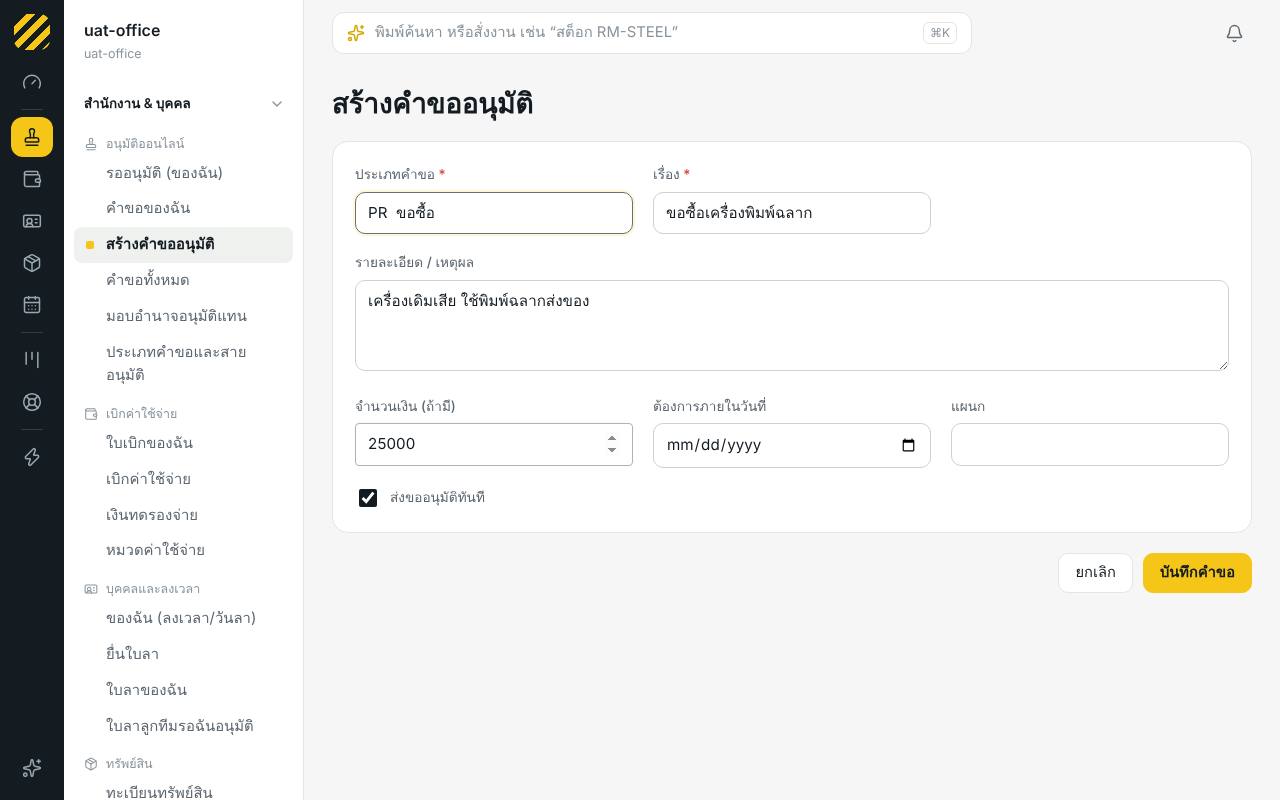 uat-office
uat-office
สำนักงาน & บุคคล
อนุมัติออนไลน์
รออนุมัติ (ของฉัน)
คำขอของฉัน
สร้างคำขออนุมัติ
คำขอทั้งหมด
มอบอำนาจอนุมัติแทน
ประเภทคำขอและสาย
อนุมัติ
เบิกค่าใช้จ่าย
ใบเบิกของฉัน
เบิกค่าใช้จ่าย
เงินทดรองจ่าย
หมวดค่าใช้จ่าย
บุคคลและลงเวลา
ของฉัน (ลงเวลา/วันลา)
ยื่นใบลา
ใบลาของฉัน
ใบลาลูกทีมรอฉันอนุมัติ
ทรัพย์สิน
ทะเบียนทรัพย์สิน
พิมพ์ค้นหา หรือสั่งงาน เช่น “สต็อก RM-STEEL”
⌘K
สร้างคำขออนุมัติ
ประเภทคำขอ *
เรื่อง *
PR  ขอซื้อ
ขอซื้อเครื่องพิมพ์ฉลาก
รายละเอียด / เหตุผล
เครื่องเดิมเสีย ใช้พิมพ์ฉลากส่งของ
จำนวนเงิน (ถ้ามี)
ต้องการภายในวันที่
แผนก
25000
mm/dd/yyyy
ส่งขออนุมัติทันที
ยกเลิก
บันทึกคำขอ